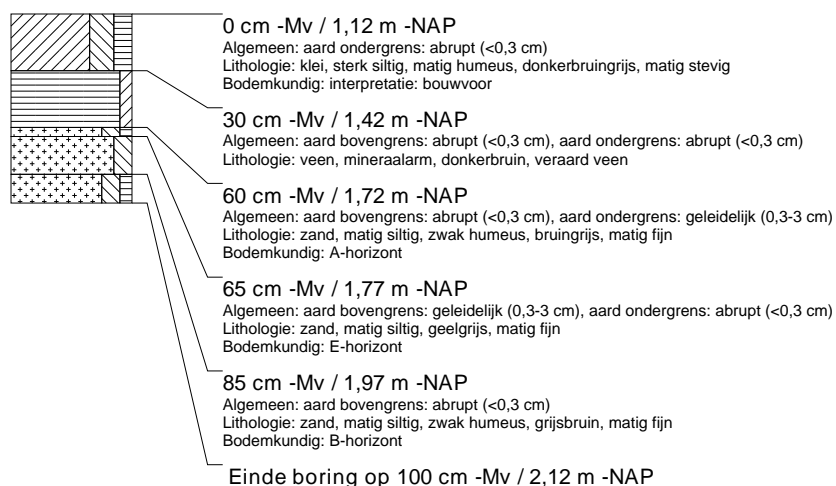 0 cm -Mv / 1,12 m -NAP
Algemeen: aard ondergrens: abrupt (<0,3 cm)
Lithologie: klei, sterk siltig, matig humeus, donkerbruingrijs, matig stevig
Bodemkundig: interpretatie: bouwvoor
30 cm -Mv / 1,42 m -NAP
Algemeen: aard bovengrens: abrupt (<0,3 cm), aard ondergrens: abrupt (<0,3 cm)
Lithologie: veen, mineraalarm, donkerbruin, veraard veen
60 cm -Mv / 1,72 m -NAP
Algemeen: aard bovengrens: abrupt (<0,3 cm), aard ondergrens: geleidelijk (0,3-3 cm)
Lithologie: zand, matig siltig, zwak humeus, bruingrijs, matig fijn
Bodemkundig: A-horizont
65 cm -Mv / 1,77 m -NAP
Algemeen: aard bovengrens: geleidelijk (0,3-3 cm), aard ondergrens: abrupt (<0,3 cm)
Lithologie: zand, matig siltig, geelgrijs, matig fijn
Bodemkundig: E-horizont
85 cm -Mv / 1,97 m -NAP
Algemeen: aard bovengrens: abrupt (<0,3 cm)
Lithologie: zand, matig siltig, zwak humeus, grijsbruin, matig fijn
Bodemkundig: B-horizont
Einde boring op 100 cm -Mv / 2,12 m -NAP